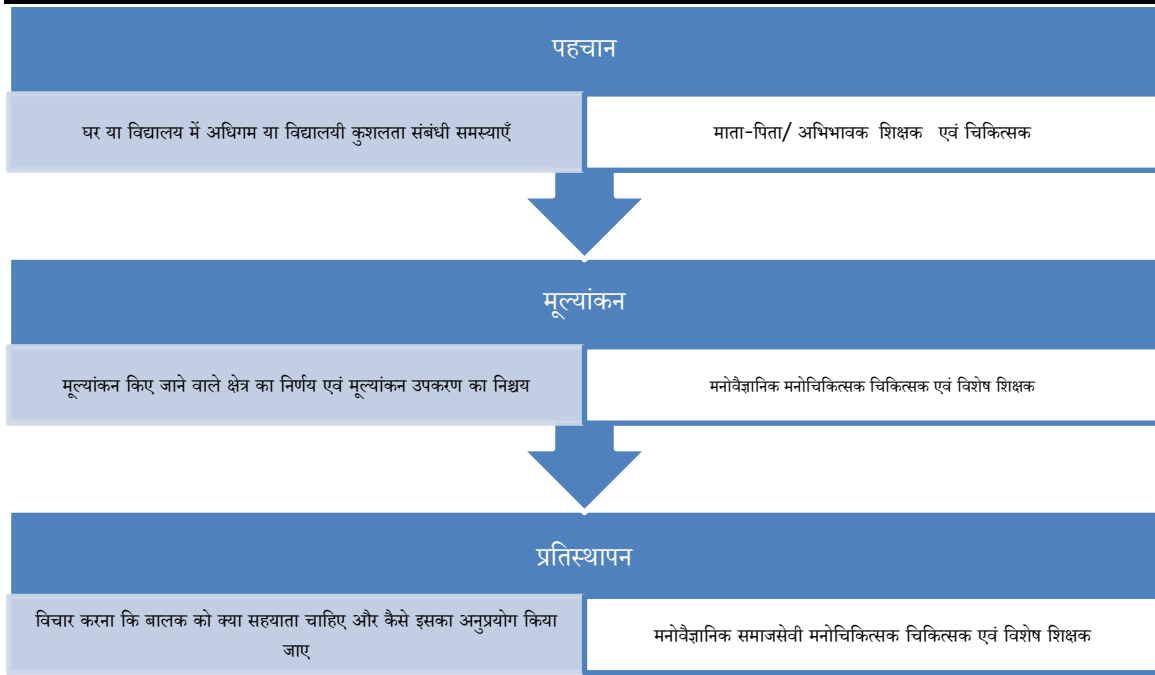 पहचान
घर या विद्यालय में अधिगम या विद्यालयी कुशलता संबंधी समस्याएँ
माता-पिता/ अभिभावक शिक्षक एवं चिकित्सक
मूल्यांकन
मूल्यांकन किए जाने वाले क्षेत्र का निर्णय एवं मूल्यांकन उपकरण का निश्चय
मनोवैज्ञानिक मनोचिकित्सक चिकित्सक एवं विशेष शिक्षक
प्रतिस्थापन
विचार करना कि बालक को क्या सहयाता चाहिए और कैसे इसका अनुप्रयोग किया
जाए
मनोवैज्ञानिक समाजसेवी मनोचिकित्सक चिकित्सक एवं विशेष शिक्षक